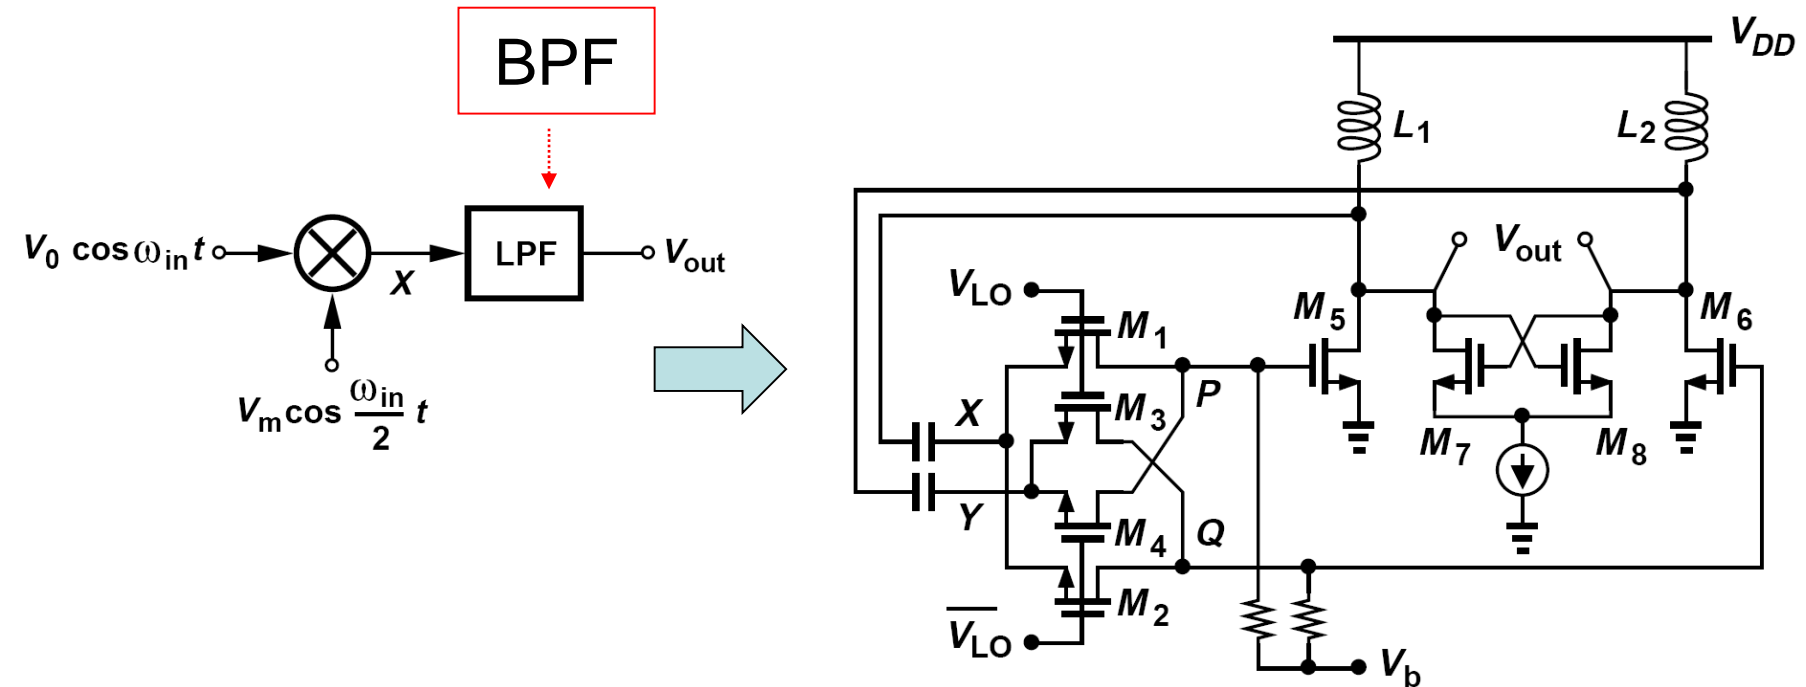 BPF
LPF
V0 cos ωin t
X
Vout
Vm cos ωin/2 t
VDD
L1
L2
VLO
M1
M5
Vout
M6
P
X
M3
M7
M8
Y
M4
Q
M2
V̅L̅O̅
Vb